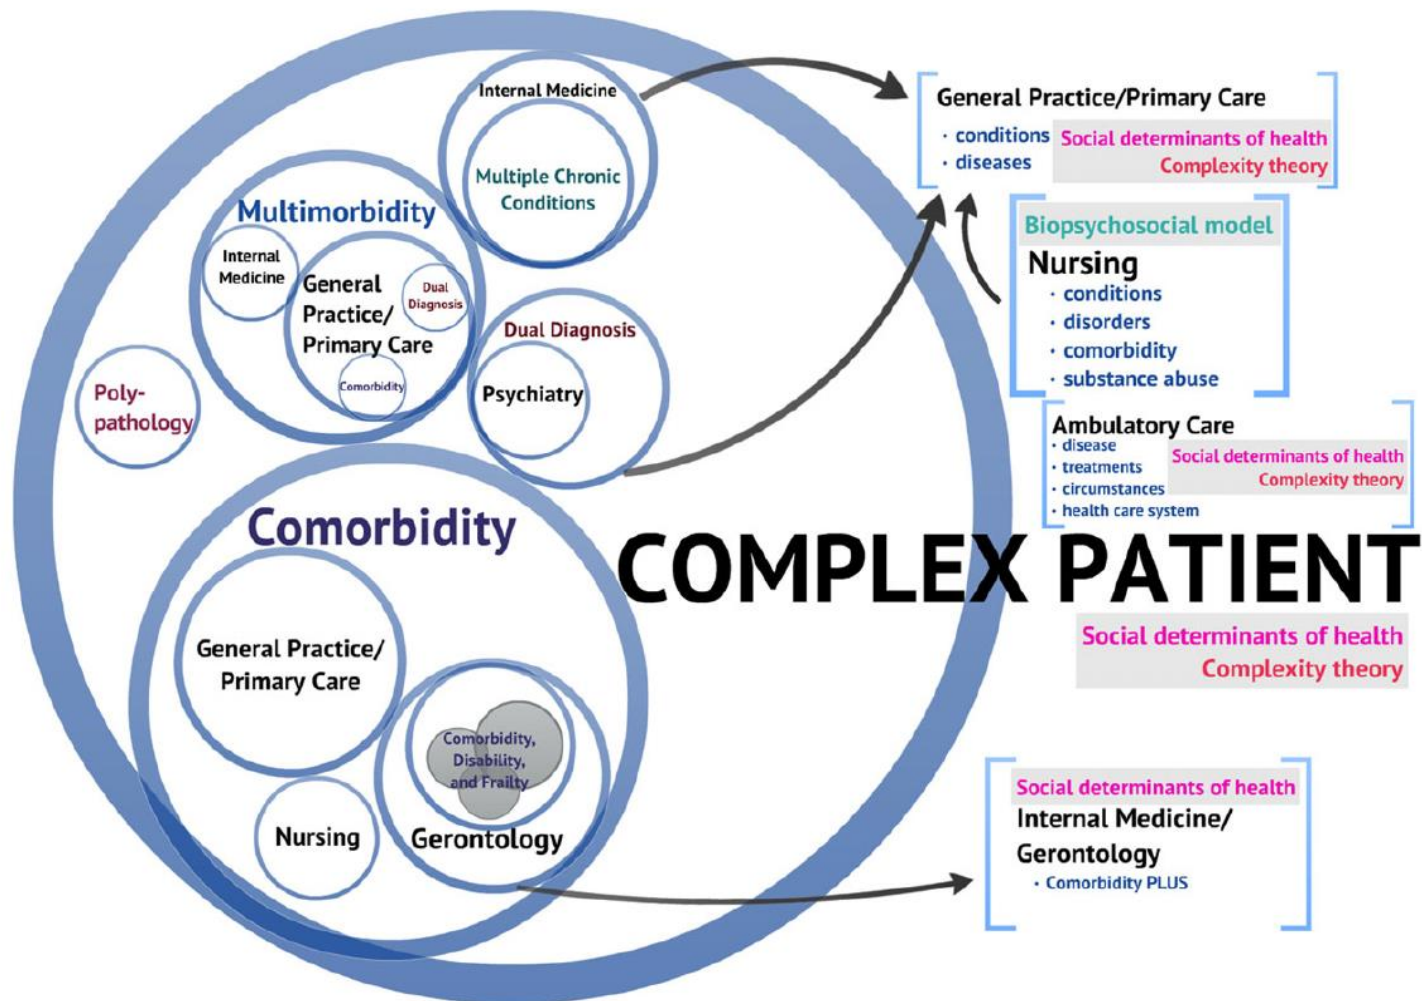 Internal Medicine
Multiple Chronic
Conditions
Multimorbidity
Internal
Medicine
General
Practice/
Primary Care
Dual
Diagnosis
Comorbidity
Dual Diagnosis
Psychiatry
Poly-
pathology
Comorbidity
General Practice/
Primary Care
Nursing
Comorbidity,
Disability,
and Frailty
Gerontology
General Practice/Primary Care
· conditions
· diseases
Social determinants of health
Complexity theory
Biopsychosocial model
Nursing
· conditions
· disorders
· comorbidity
· substance abuse
Ambulatory Care
· disease
· treatments
· circumstances
· health care system
Social determinants of health
Complexity theory
COMPLEX PATIENT
Social determinants of health
Complexity theory
Social determinants of health
Internal Medicine/
Gerontology
· Comorbidity PLUS